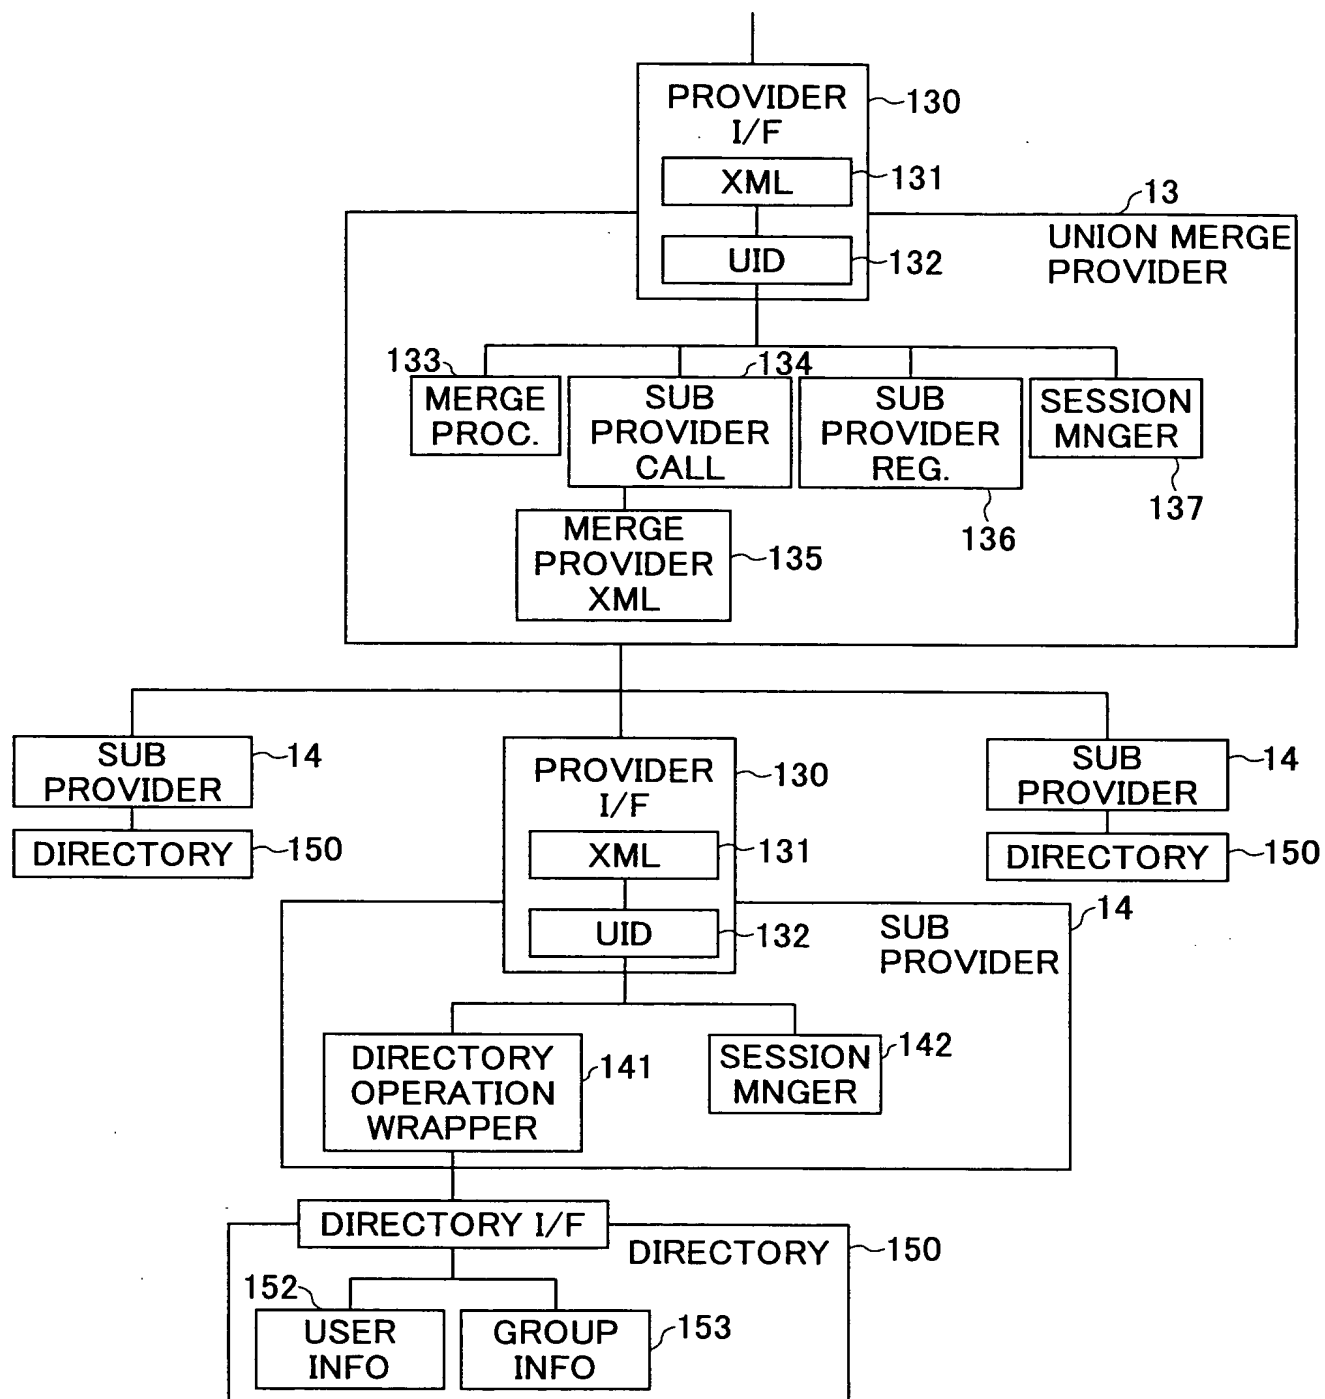 PROVIDER
I/F
130
XML
131
UID
132
13
UNION MERGE
PROVIDER
133
MERGE
PROC.
134
SUB
PROVIDER
CALL
SUB
PROVIDER
REG.
136
SESSION
MNGER
137
MERGE
PROVIDER
XML
135
SUB
PROVIDER
14
DIRECTORY
150
PROVIDER
I/F
130
XML
131
UID
132
SUB
PROVIDER
14
DIRECTORY
150
14
SUB
PROVIDER
DIRECTORY
OPERATION
WRAPPER
141
SESSION
MNGER
142
DIRECTORY I/F
DIRECTORY
150
152
USER
INFO
GROUP
INFO
153